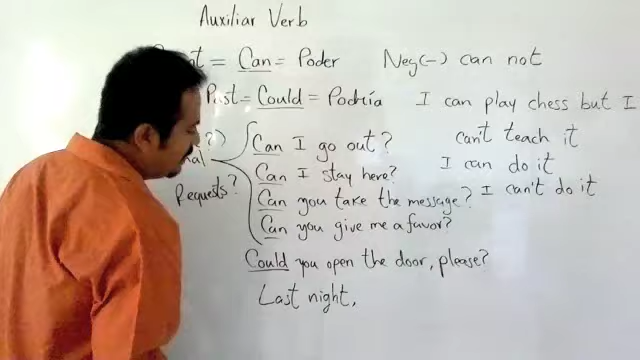 Auxiliar Verb
= Can = Poder
Neg(-) can not
Past = Could = Podría
I can play chess but I
can't teach it
I can do it
I can't do it
Requests?
Can I go out?
Can I stay here?
Can you take the message?
Can you give me a favor?
Could you open the door, please?
Last night,